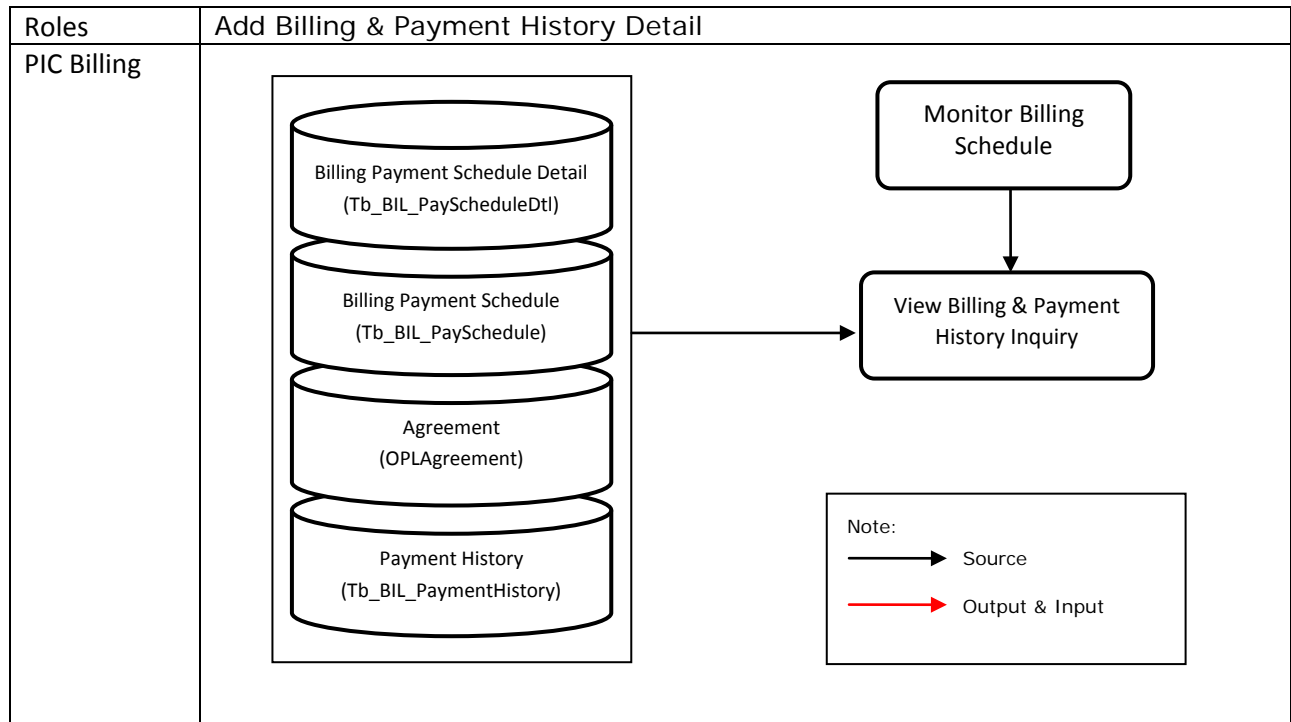 Roles
Add Billing & Payment History Detail
PIC Billing
Billing Payment Schedule Detail
(Tb_BIL_PayScheduleDtl)
Billing Payment Schedule
(Tb_BIL_PaySchedule)
Agreement
(OPLAgreement)
Payment History
(Tb_BIL_PaymentHistory)
Monitor Billing
Schedule
View Billing & Payment
History Inquiry
Note:
Source
Output & Input